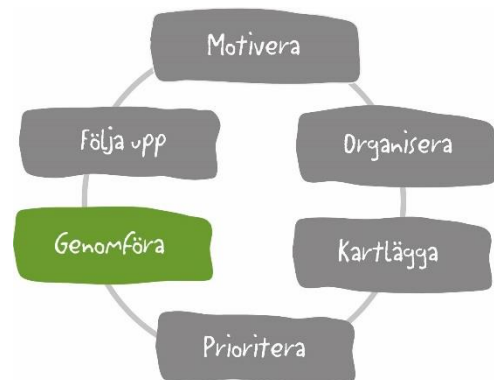 Motivera
Organisera
Kartlägga
Prioritera
Genomföra
Följa upp